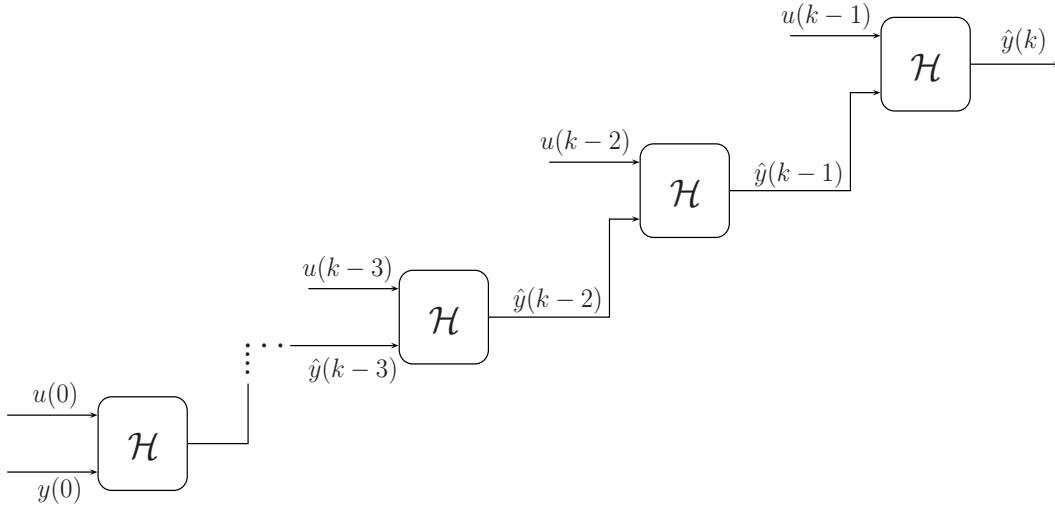 u(k − 1)
ŷ(k)
ℋ
u(k − 2)
ŷ(k − 1)
ℋ
u(k − 3)
ŷ(k − 2)
ℋ
ŷ(k − 3)
u(0)
ℋ
y(0)